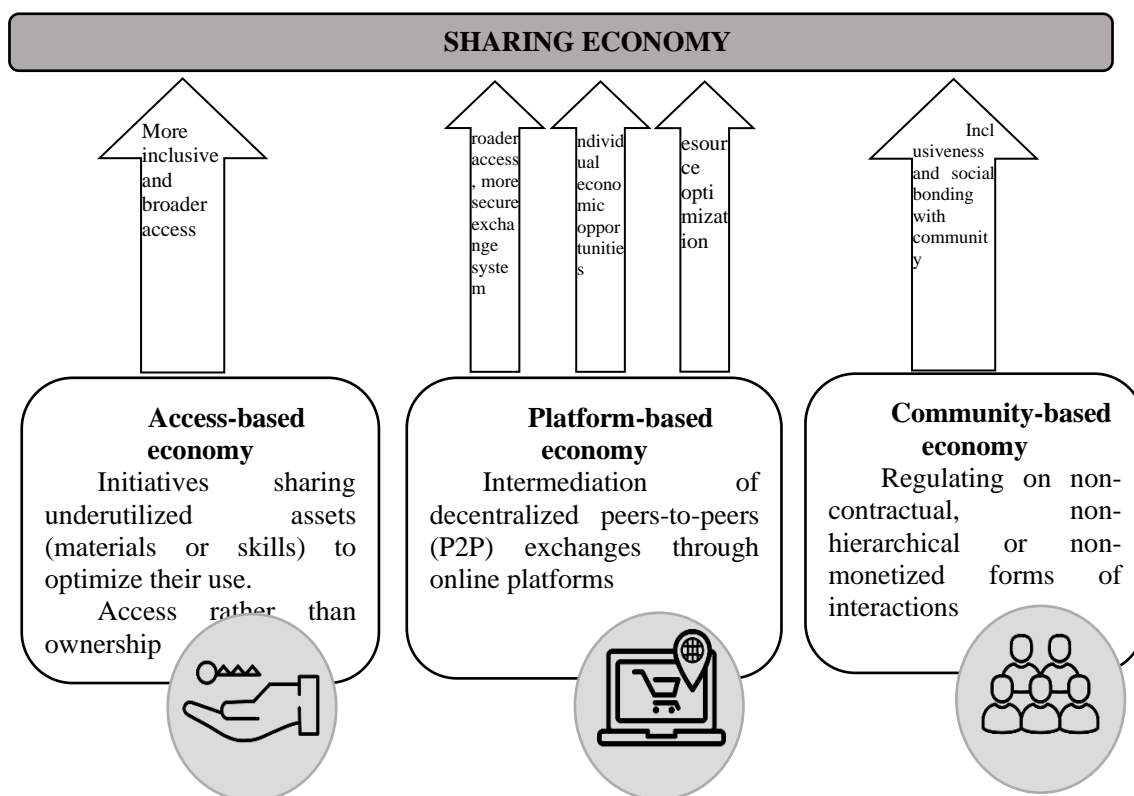 SHARING ECONOMY
More
inclusive
and
broader
access
roader
access
, more
secure
excha
nge
syste
m
ndivid
ual
econo
mic
oppor
tunitie
s
esour
ce
opti
mizat
ion
Incl
usiveness
and social
bonding
with
communit
y
Access-based
economy
Initiatives sharing
underutilized assets
(materials or skills) to
optimize their use.
Access rather than
ownership
Platform-based
economy
Intermediation of
decentralized peers-to-peers
(P2P) exchanges through
online platforms
Community-based
economy
Regulating on non-
contractual, non-
hierarchical or non-
monetized forms of
interactions